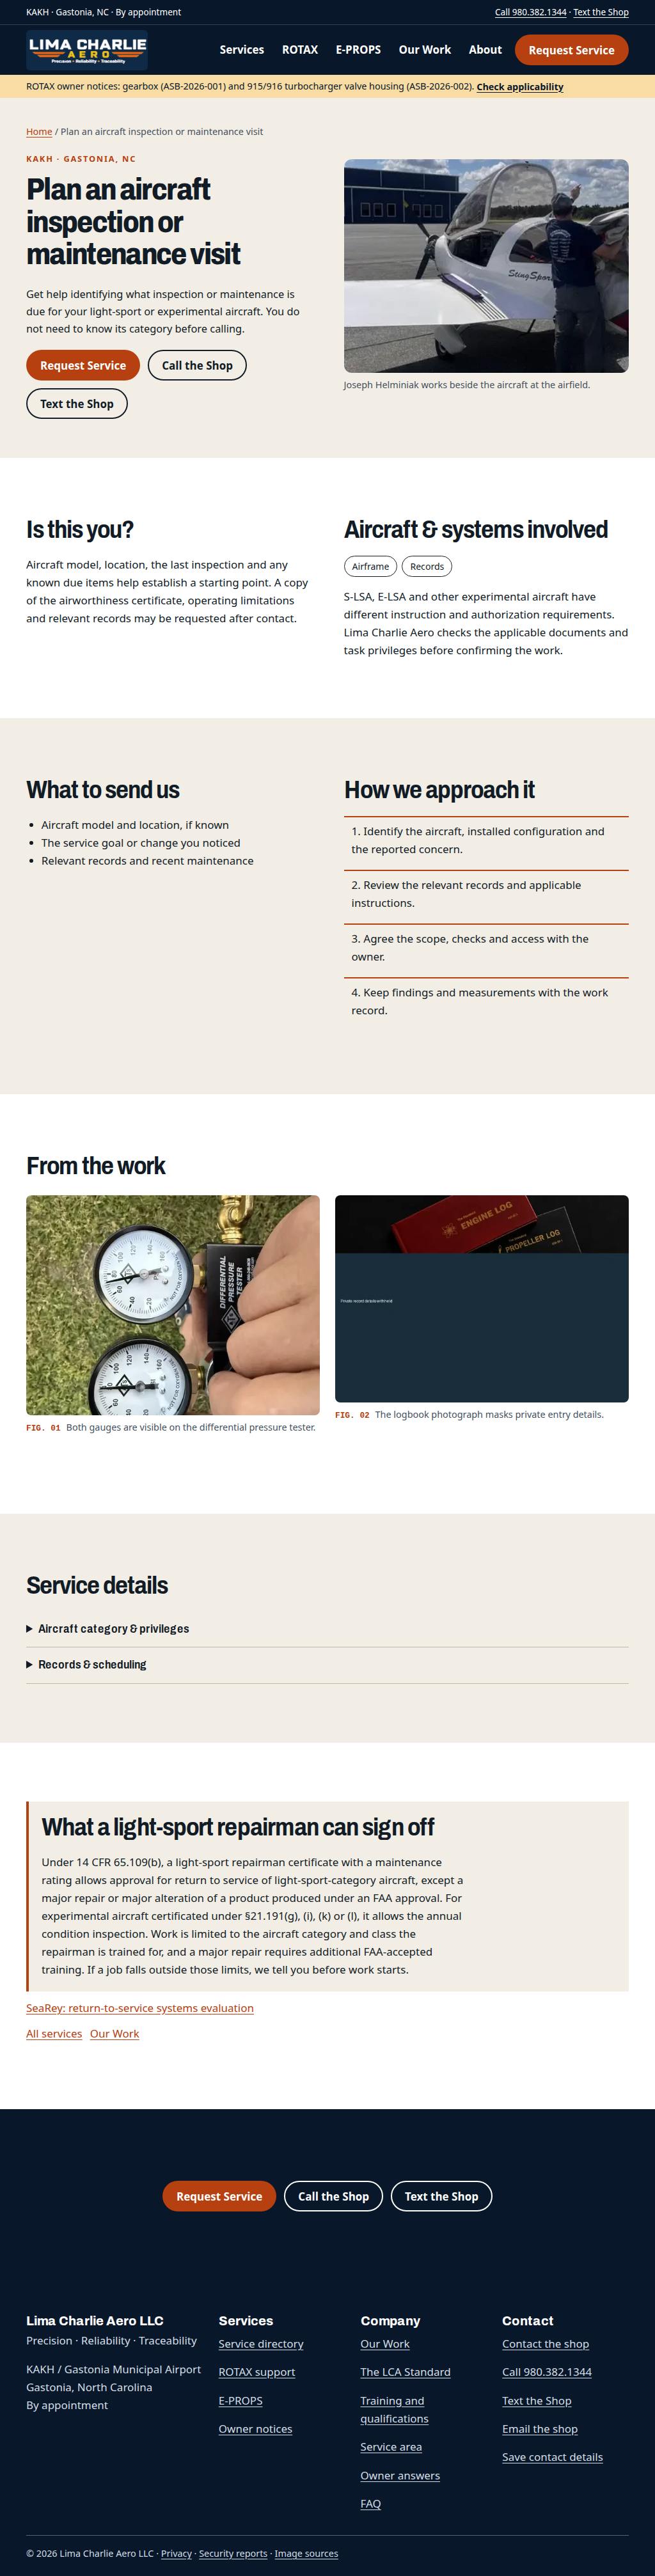 KAKH · Gastonia, NC · By appointment
Call 980.382.1344 · Text the Shop
LIMA CHARLIE
AERO
Precision • Reliability • Traceability
Services
ROTAX
E-PROPS
Our Work
About
Request Service
ROTAX owner notices: gearbox (ASB-2026-001) and 915/916 turbocharger valve housing (ASB-2026-002). Check applicability
Home / Plan an aircraft inspection or maintenance visit
KAKH · GASTONIA, NC
Plan an aircraft
inspection or
maintenance visit
Get help identifying what inspection or maintenance is
due for your light-sport or experimental aircraft. You do
not need to know its category before calling.
Request Service
Call the Shop
Text the Shop
Joseph Helminiak works beside the aircraft at the airfield.
Is this you?
Aircraft model, location, the last inspection and any
known due items help establish a starting point. A copy
of the airworthiness certificate, operating limitations
and relevant records may be requested after contact.
Aircraft & systems involved
Airframe
Records
S-LSA, E-LSA and other experimental aircraft have
different instruction and authorization requirements.
Lima Charlie Aero checks the applicable documents and
task privileges before confirming the work.
What to send us
• Aircraft model and location, if known
• The service goal or change you noticed
• Relevant records and recent maintenance
How we approach it
1. Identify the aircraft, installed configuration and
the reported concern.
2. Review the relevant records and applicable
instructions.
3. Agree the scope, checks and access with the
owner.
4. Keep findings and measurements with the work
record.
From the work
DIFFERENTIAL
PRESSURE
TESTER
ENGINE LOG
PROPELLER LOG
FIG. 01 Both gauges are visible on the differential pressure tester.
FIG. 02 The logbook photograph masks private entry details.
Service details
Aircraft category & privileges
Records & scheduling
What a light-sport repairman can sign off
Under 14 CFR 65.109(b), a light-sport repairman certificate with a maintenance
rating allows approval for return to service of light-sport-category aircraft, except a
major repair or major alteration of a product produced under an FAA approval. For
experimental aircraft certificated under §21.191(g), (i), (k) or (l), it allows the annual
condition inspection. Work is limited to the aircraft category and class the
repairman is trained for, and a major repair requires additional FAA-accepted
training. If a job falls outside those limits, we tell you before work starts.
SeaRey: return-to-service systems evaluation
All services Our Work
Request Service
Call the Shop
Text the Shop
Lima Charlie Aero LLC
Precision · Reliability · Traceability
KAKH / Gastonia Municipal Airport
Gastonia, North Carolina
By appointment
Services
Service directory
ROTAX support
E-PROPS
Owner notices
Company
Our Work
The LCA Standard
Training and
qualifications
Service area
Owner answers
FAQ
Contact
Contact the shop
Call 980.382.1344
Text the Shop
Email the shop
Save contact details
© 2026 Lima Charlie Aero LLC · Privacy · Security reports · Image sources